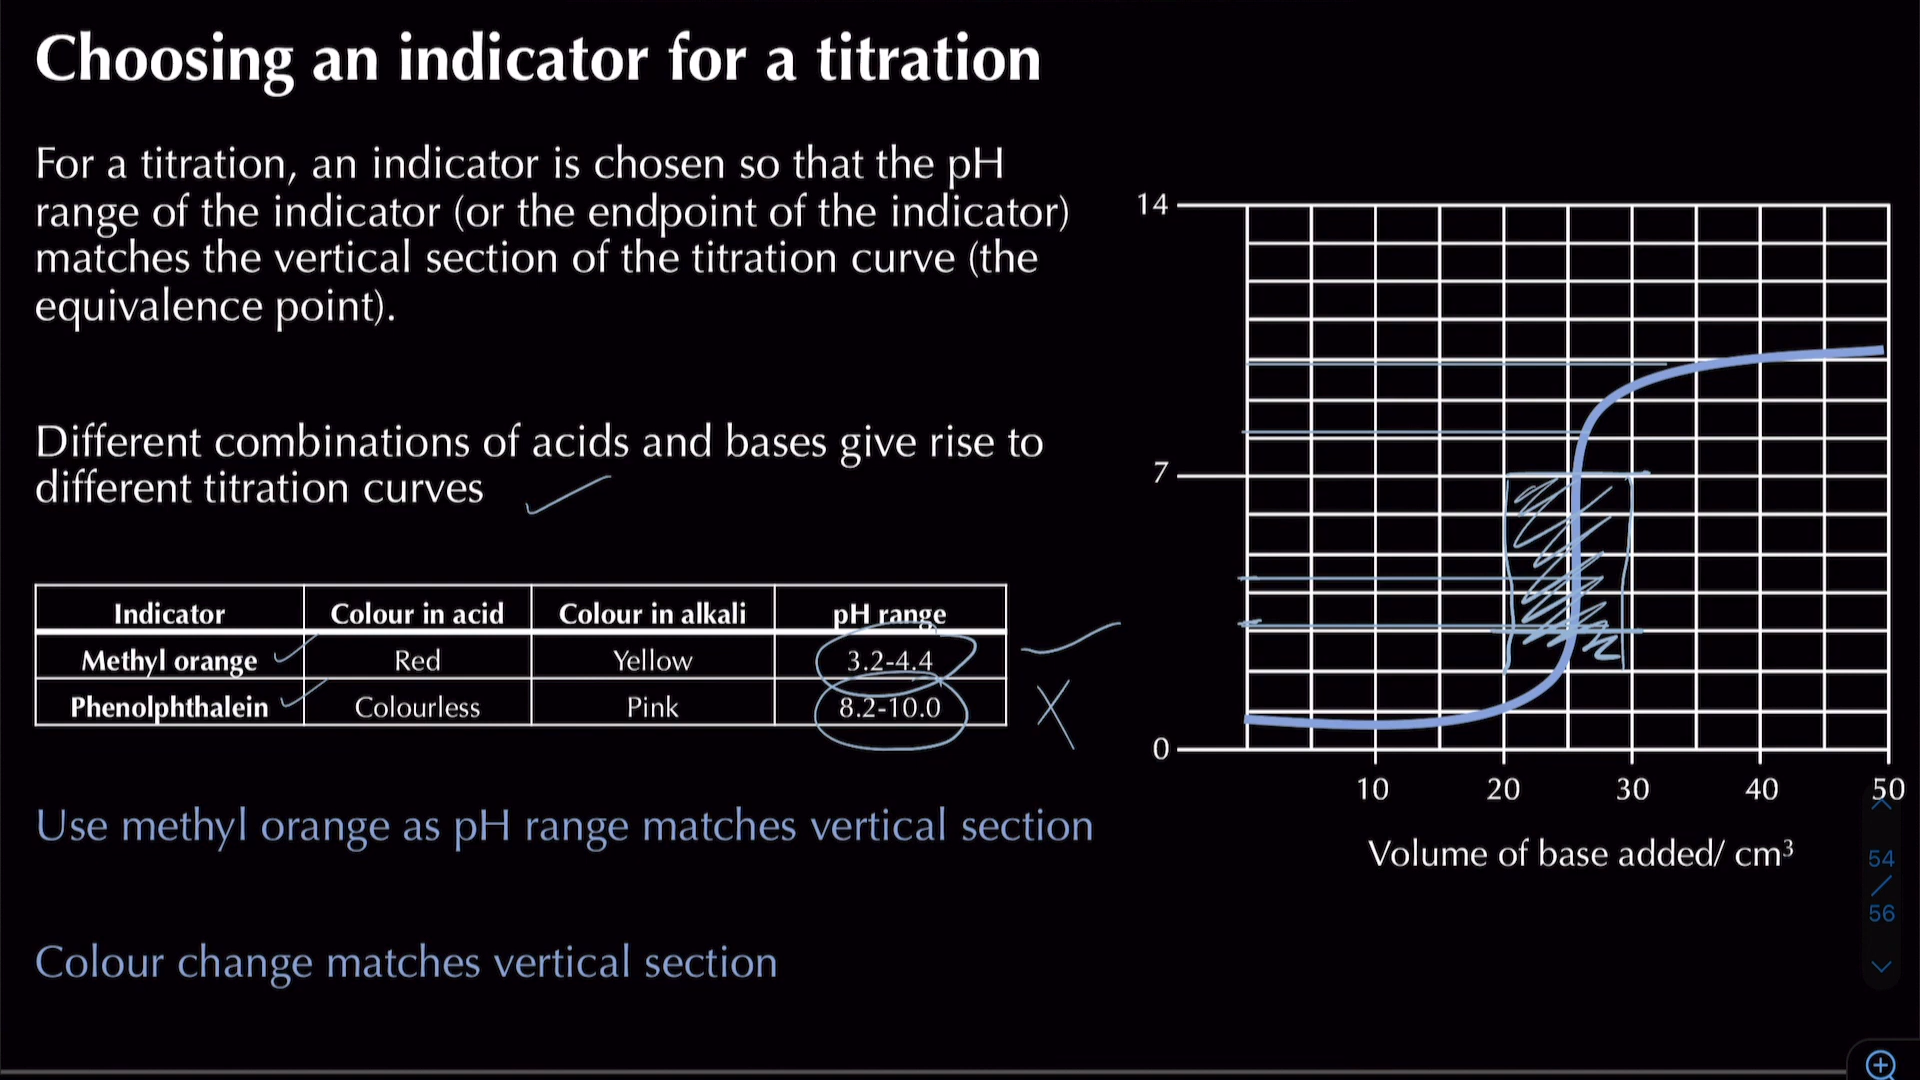 Choosing an indicator for a titration
For a titration, an indicator is chosen so that the pH
range of the indicator (or the endpoint of the indicator)
matches the vertical section of the titration curve (the
equivalence point).
Different combinations of acids and bases give rise to
different titration curves
Indicator Colour in acid Colour in alkali pH range
Methyl orange Red Yellow 3.2-4.4
Phenolphthalein Colourless Pink 8.2-10.0
Use methyl orange as pH range matches vertical section
Colour change matches vertical section
14
7
0
10 20 30 40 50
Volume of base added/ cm³
54
/
56